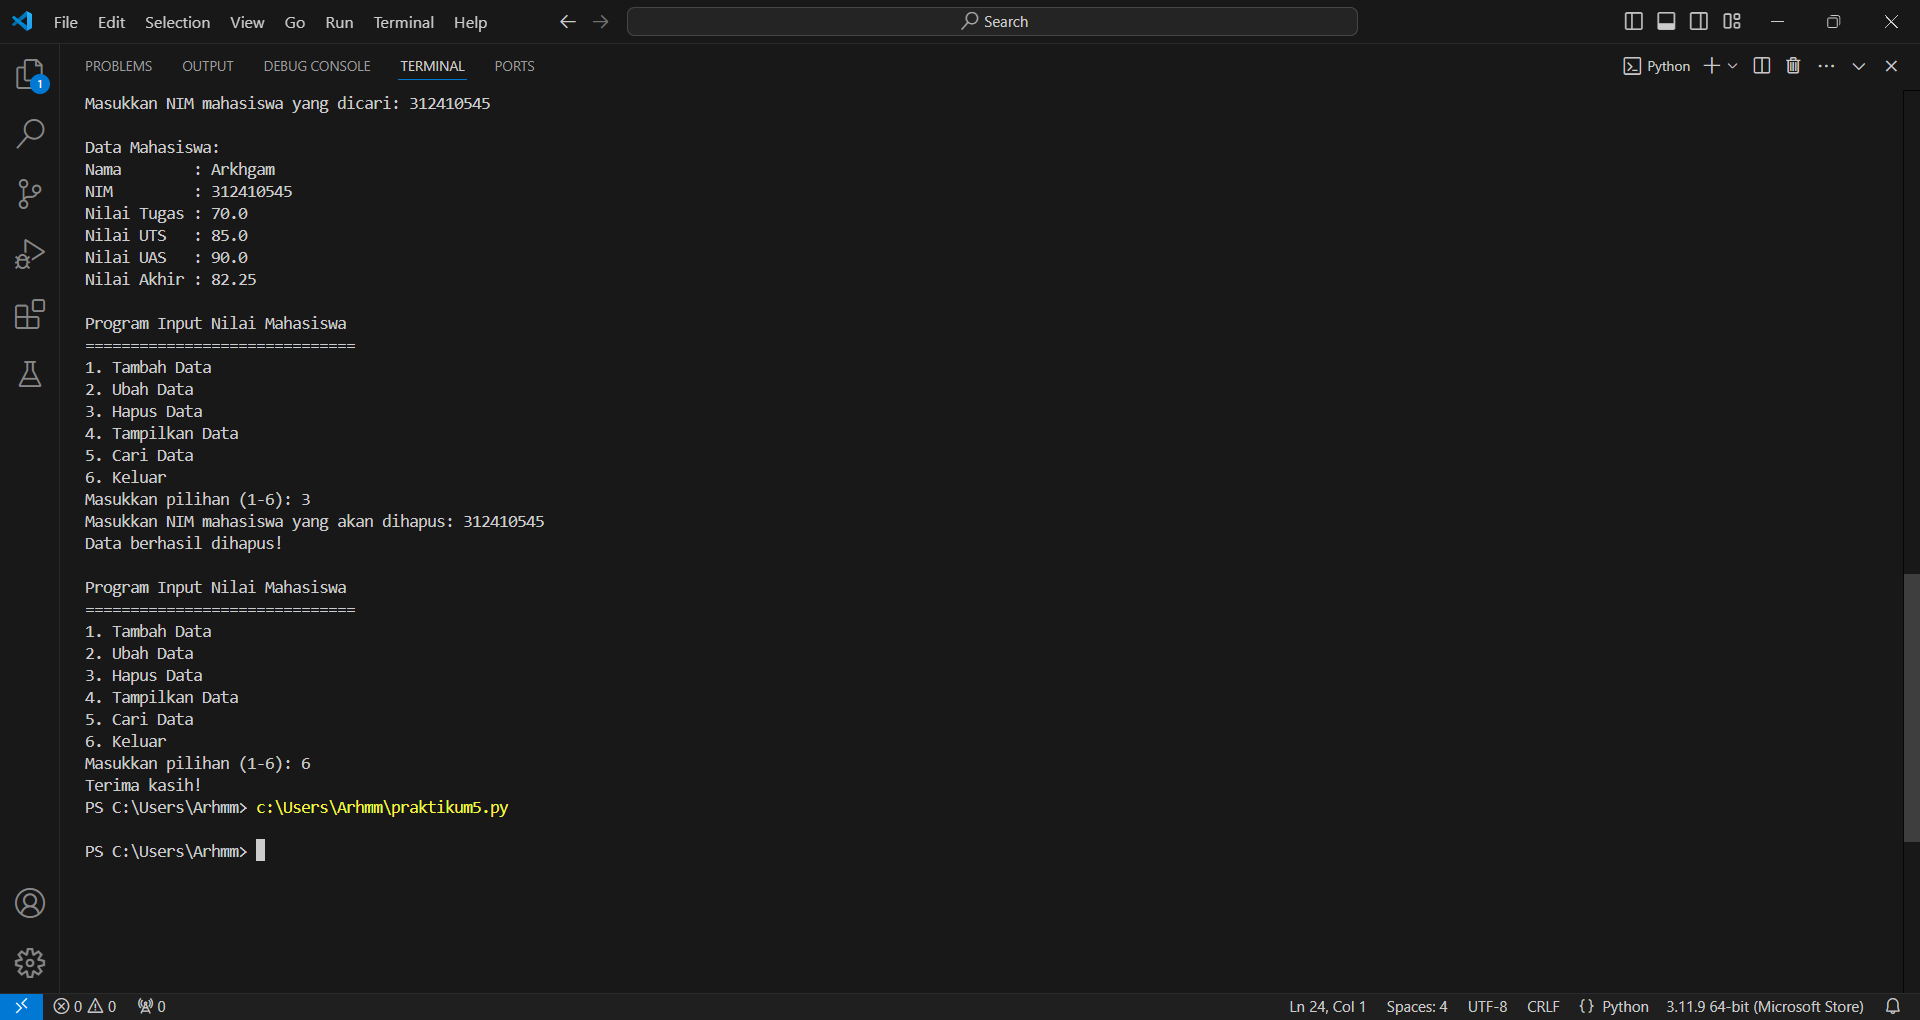 File Edit Selection View Go Run Terminal Help Search
PROBLEMS OUTPUT DEBUG CONSOLE TERMINAL PORTS Python
1
Masukkan NIM mahasiswa yang dicari: 312410545
Data Mahasiswa:
Nama : Arkhgam
NIM : 312410545
Nilai Tugas : 70.0
Nilai UTS : 85.0
Nilai UAS : 90.0
Nilai Akhir : 82.25
Program Input Nilai Mahasiswa
==============================
1. Tambah Data
2. Ubah Data
3. Hapus Data
4. Tampilkan Data
5. Cari Data
6. Keluar
Masukkan pilihan (1-6): 3
Masukkan NIM mahasiswa yang akan dihapus: 312410545
Data berhasil dihapus!
Program Input Nilai Mahasiswa
==============================
1. Tambah Data
2. Ubah Data
3. Hapus Data
4. Tampilkan Data
5. Cari Data
6. Keluar
Masukkan pilihan (1-6): 6
Terima kasih!
PS C:\Users\Arhmm> c:\Users\Arhmm\praktikum5.py
PS C:\Users\Arhmm>
0 0 0 Ln 24, Col 1 Spaces: 4 UTF-8 CRLF {} Python 3.11.9 64-bit (Microsoft Store)